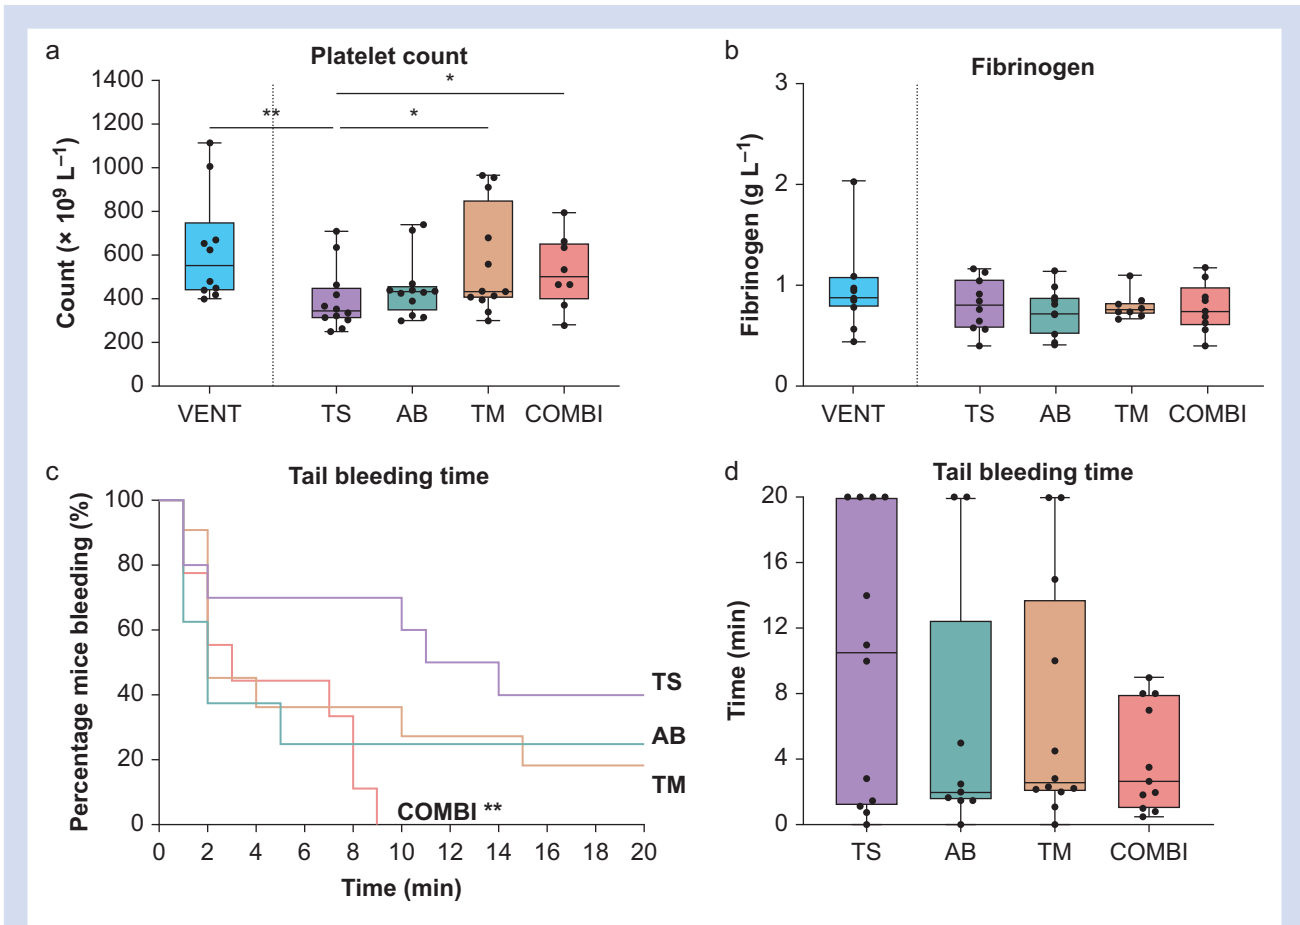 a
Platelet count
Count (× 10⁹ L⁻¹)
1400
1200
1000
800
600
400
200
0
**
*
*
VENT TS AB TM COMBI
b
Fibrinogen
Fibrinogen (g L⁻¹)
3
2
1
0
VENT TS AB TM COMBI
c
Tail bleeding time
Percentage mice bleeding (%)
100
80
60
40
20
0
TS
AB
TM
COMBI **
0 2 4 6 8 10 12 14 16 18 20
Time (min)
d
Tail bleeding time
Time (min)
20
16
12
8
4
0
TS AB TM COMBI